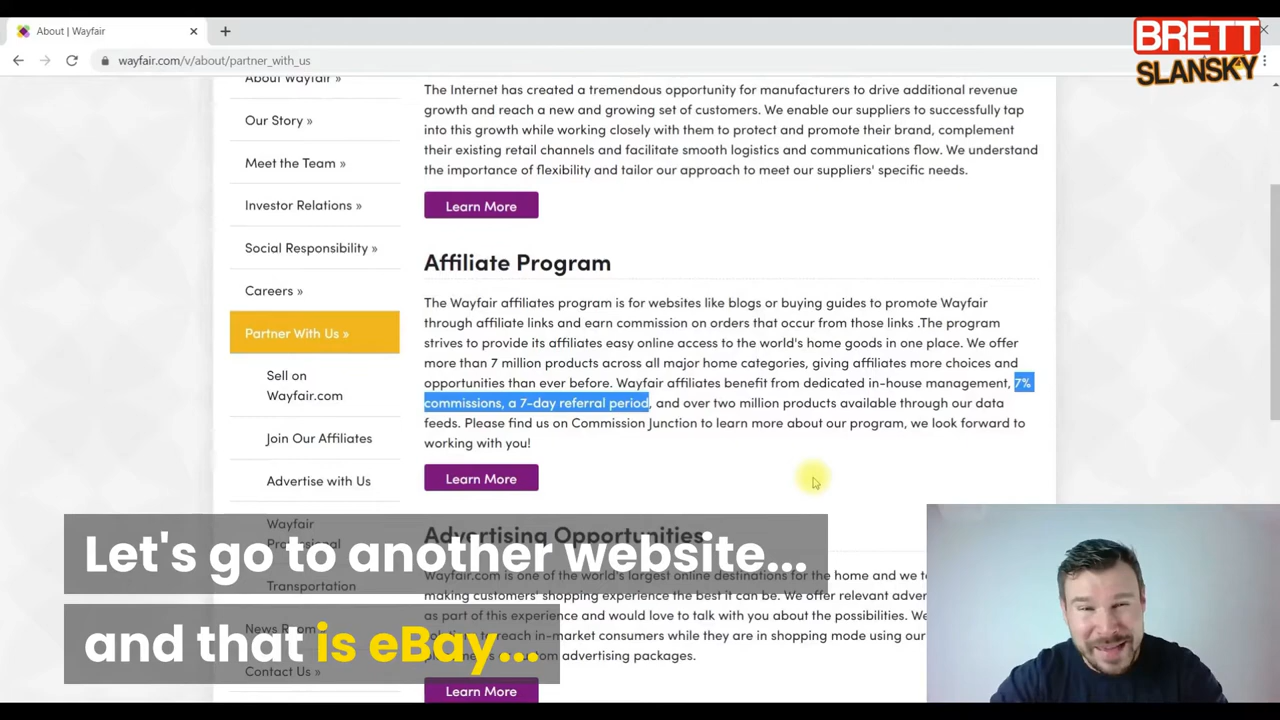 About | Wayfair
BRETT
SLANSKY
wayfair.com/v/about/partner_with_us
About Wayfair »
Our Story »
Meet the Team »
Investor Relations »
Social Responsibility »
Careers »
Partner With Us »
Sell on
Wayfair.com
Join Our Affiliates
Advertise with Us
Wayfair
Professional
Transportation
News Room
Contact Us »
The Internet has created a tremendous opportunity for manufacturers to drive additional revenue
growth and reach a new and growing set of customers. We enable our suppliers to successfully tap
into this growth while working closely with them to protect and promote their brand, complement
their existing retail channels and facilitate smooth logistics and communications flow. We understand
the importance of flexibility and tailor our approach to meet our suppliers' specific needs.
Learn More
Affiliate Program
The Wayfair affiliates program is for websites like blogs or buying guides to promote Wayfair
through affiliate links and earn commission on orders that occur from those links .The program
strives to provide its affiliates easy online access to the world's home goods in one place. We offer
more than 7 million products across all major home categories, giving affiliates more choices and
opportunities than ever before. Wayfair affiliates benefit from dedicated in-house management, 7%
commissions, a 7-day referral period, and over two million products available through our data
feeds. Please find us on Commission Junction to learn more about our program, we look forward to
working with you!
Learn More
Advertising Opportunities
Wayfair.com is one of the world's largest online destinations for the home and we
making customers' shopping experience the best it can be. We offer relevant
as part of this experience and would love to talk with you about the possibilities.
reach in-market consumers while they are in shopping mode using our
advertising packages.
Learn More
Let's go to another website...
and that is eBay...